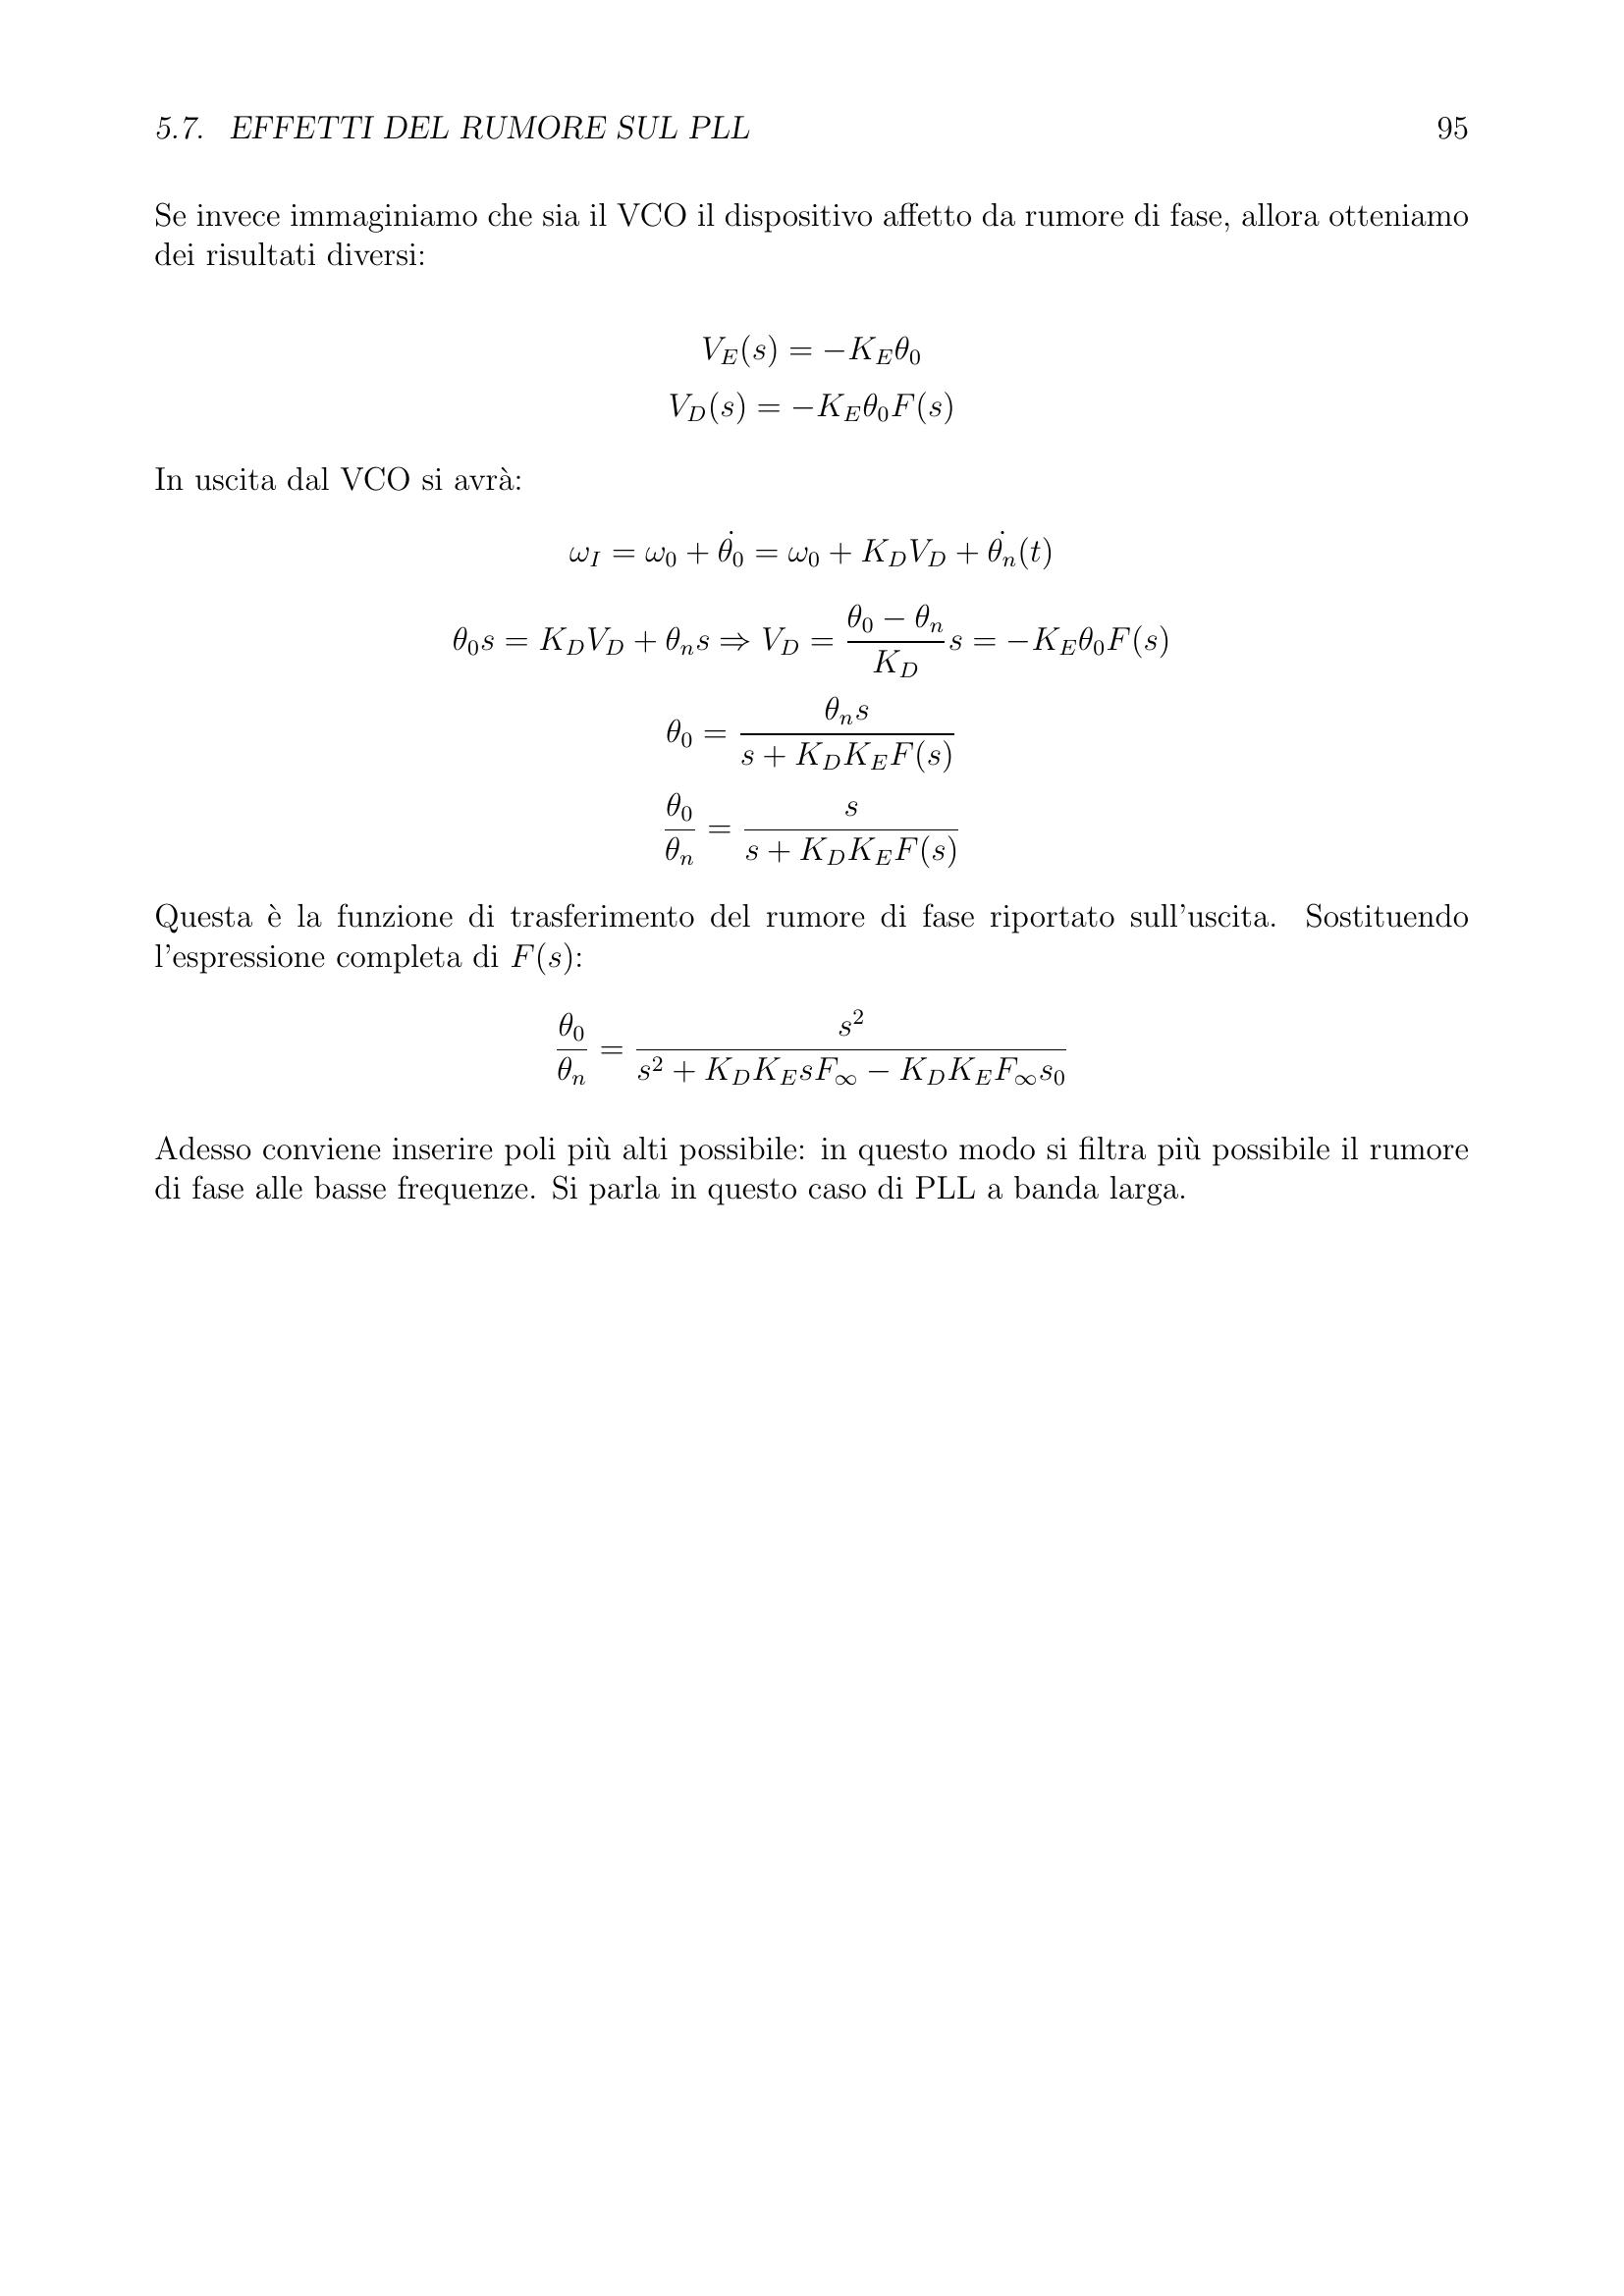 5.7. EFFETTI DEL RUMORE SUL PLL 95
Se invece immaginiamo che sia il VCO il dispositivo affetto da rumore di fase, allora otteniamo
dei risultati diversi:
$V_E(s) = -K_E\theta_0$
$V_D(s) = -K_E\theta_0 F(s)$
In uscita dal VCO si avrà:
$\omega_I = \omega_0 + \dot{\theta_0} = \omega_0 + K_D V_D + \dot{\theta_n}(t)$
$\theta_0 s = K_D V_D + \theta_n s \Rightarrow V_D = \frac{\theta_0 - \theta_n}{K_D} s = -K_E\theta_0 F(s)$
$\theta_0 = \frac{\theta_n s}{s + K_D K_E F(s)}$
$\frac{\theta_0}{\theta_n} = \frac{s}{s + K_D K_E F(s)}$
Questa è la funzione di trasferimento del rumore di fase riportato sull'uscita. Sostituendo
l'espressione completa di $F(s)$:
$\frac{\theta_0}{\theta_n} = \frac{s^2}{s^2 + K_D K_E s F_\infty - K_D K_E F_\infty s_0}$
Adesso conviene inserire poli più alti possibile: in questo modo si filtra più possibile il rumore
di fase alle basse frequenze. Si parla in questo caso di PLL a banda larga.